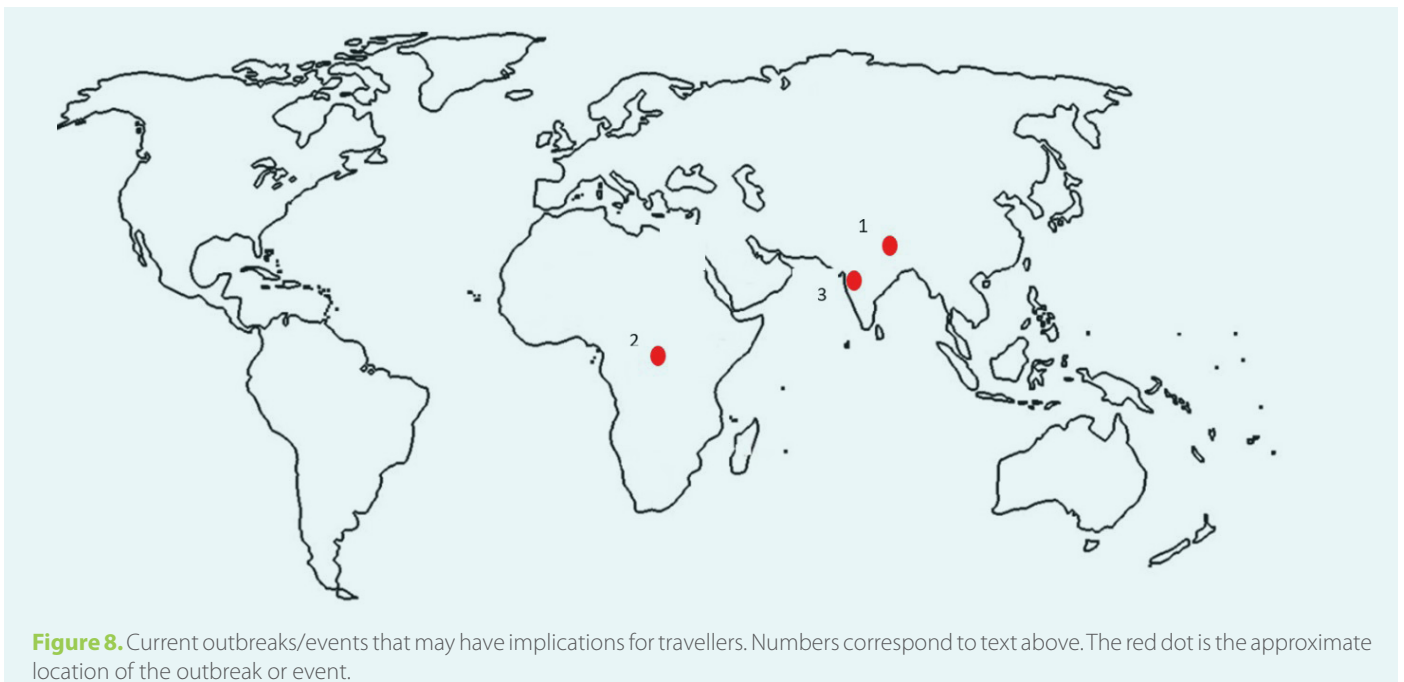 1
3
2
Figure 8. Current outbreaks/events that may have implications for travellers. Numbers correspond to text above. The red dot is the approximate
location of the outbreak or event.